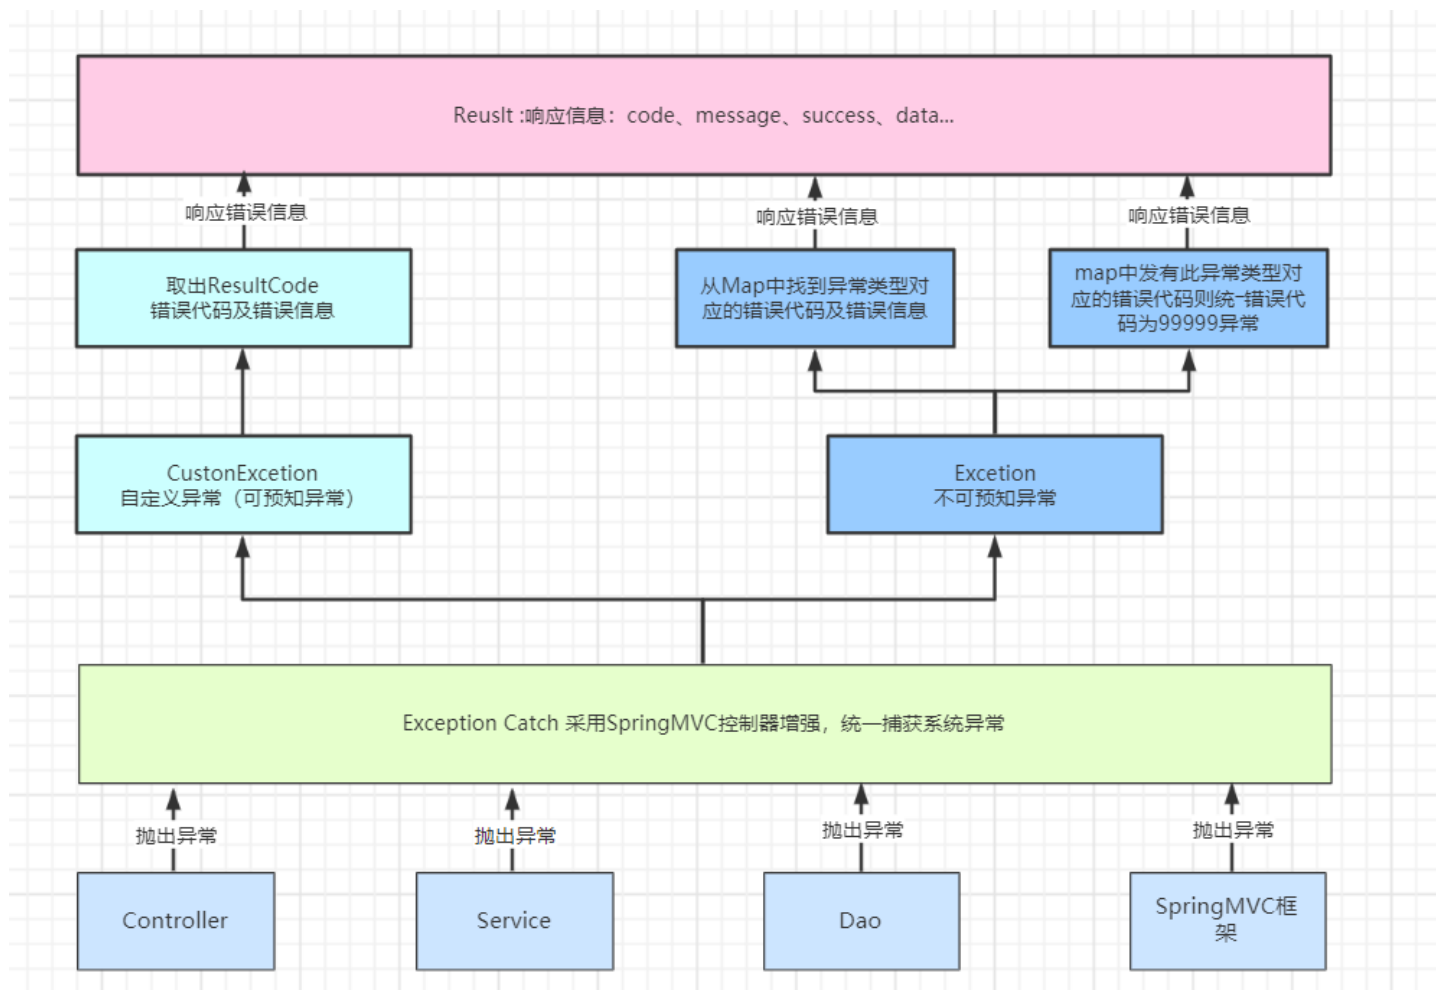 Reuslt :响应信息：code、message、success、data...
响应错误信息
响应错误信息
响应错误信息
取出ResultCode
错误代码及错误信息
从Map中找到异常类型对
应的错误代码及错误信息
map中发有此异常类型对
应的错误代码则统一错误代
码为99999异常
CustonExcetion
自定义异常（可预知异常）
Excetion
不可预知异常
Exception Catch 采用SpringMVC控制器增强，统一捕获系统异常
抛出异常
抛出异常
抛出异常
抛出异常
Controller
Service
Dao
SpringMVC框
架